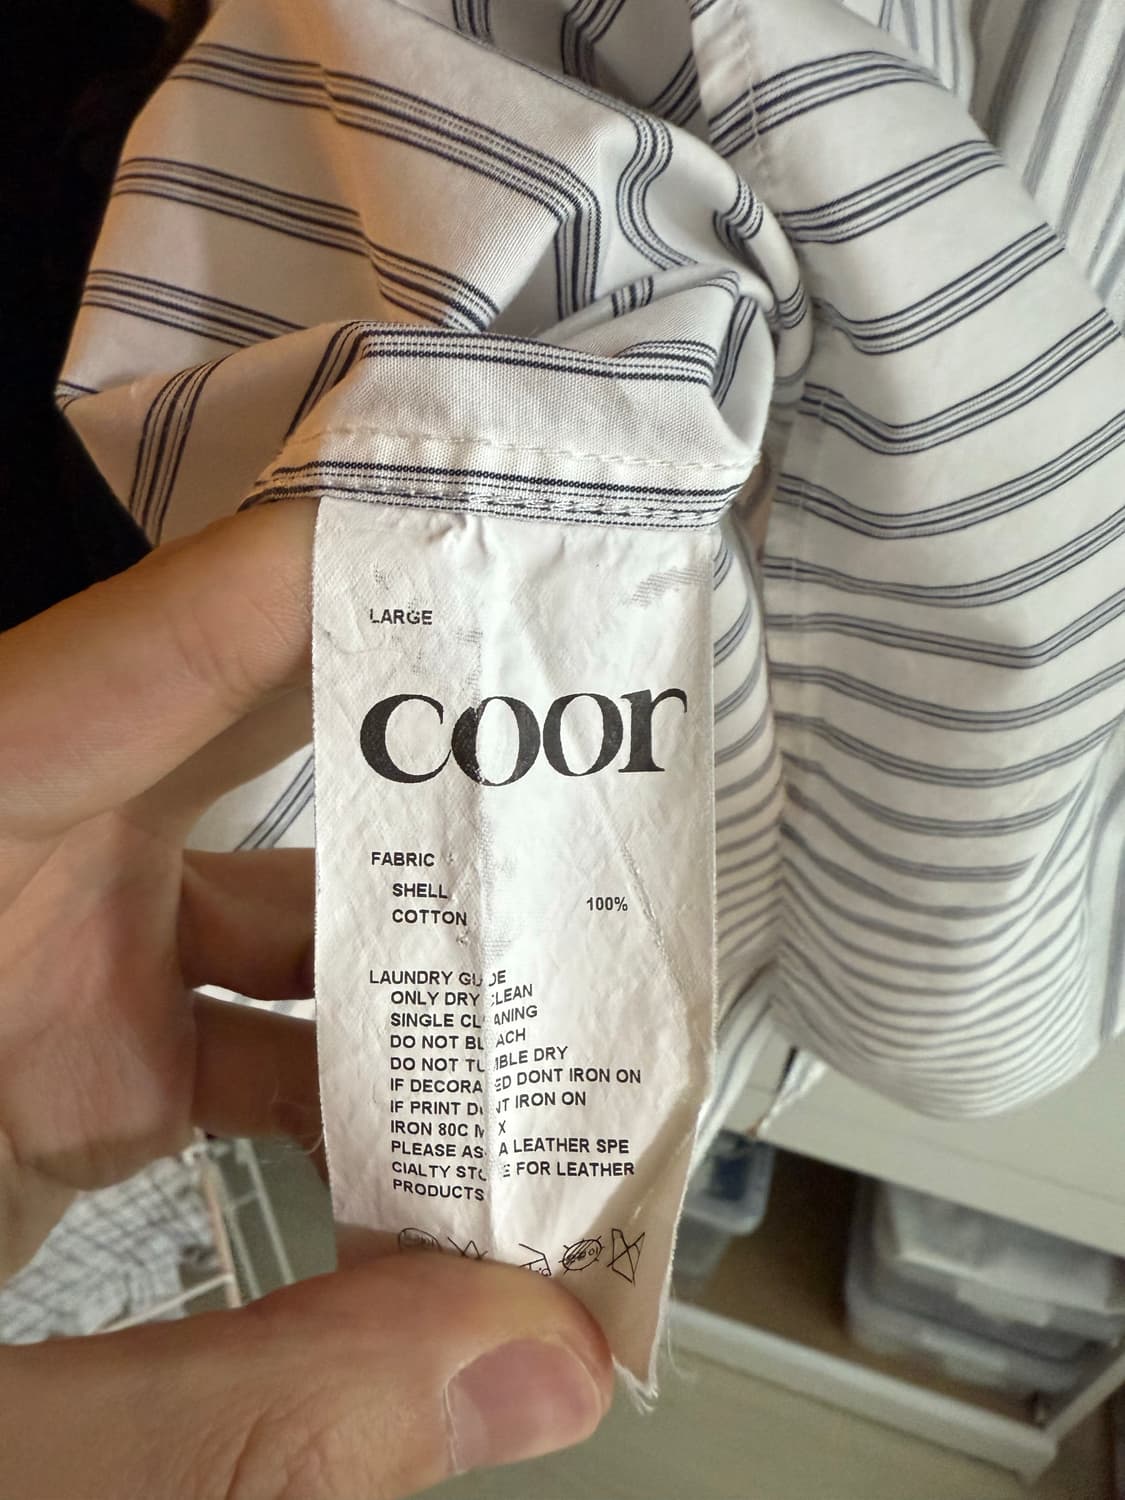 LARGE
coor
FABRIC
SHELL
COTTON 100%
LAUNDRY GUIDE
ONLY DRY CLEAN
SINGLE CLEANING
DO NOT BLEACH
DO NOT TUMBLE DRY
IF DECORATED DONT IRON ON
IF PRINT DONT IRON ON
IRON 80C MAX
PLEASE ASK A LEATHER SPE
CIALTY STORE FOR LEATHER
PRODUCTS